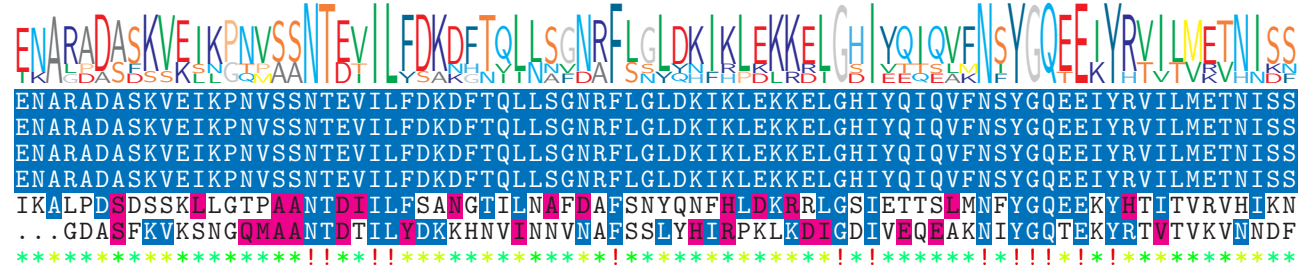 ENARADASKVEIKPNVSSNTEVILFDKDFTQLLSGNRFLGLDKIKLEKKELGHIYQIQVFNSYGQEEIYRVILMETNISS
ENARADASKVEIKPNVSSNTEVILFDKDFTQLLSGNRFLGLDKIKLEKKELGHIYQIQVFNSYGQEEIYRVILMETNISS
ENARADASKVEIKPNVSSNTEVILFDKDFTQLLSGNRFLGLDKIKLEKKELGHIYQIQVFNSYGQEEIYRVILMETNISS
ENARADASKVEIKPNVSSNTEVILFDKDFTQLLSGNRFLGLDKIKLEKKELGHIYQIQVFNSYGQEEIYRVILMETNISS
ENARADASKVEIKPNVSSNTEVILFDKDFTQLLSGNRFLGLDKIKLEKKELGHIYQIQVFNSYGQEEIYRVILMETNISS
IKALPDSDSSKLLGTPAANTDIILFSANGTILNAFDAFSNYQNFHLDKRRLGSIETTSLMNFYGQEEKYHTITVRVHIKN
...GDASFKVKSNGQMAANTDTILYDKKHNVINNVNAFSSLYHIRPKLKDIGDIVEQEAKNIYGQTEKYRTVTVKVNNDF
******************!!**!!*************!*************!*!******!*!!!*!*!***********